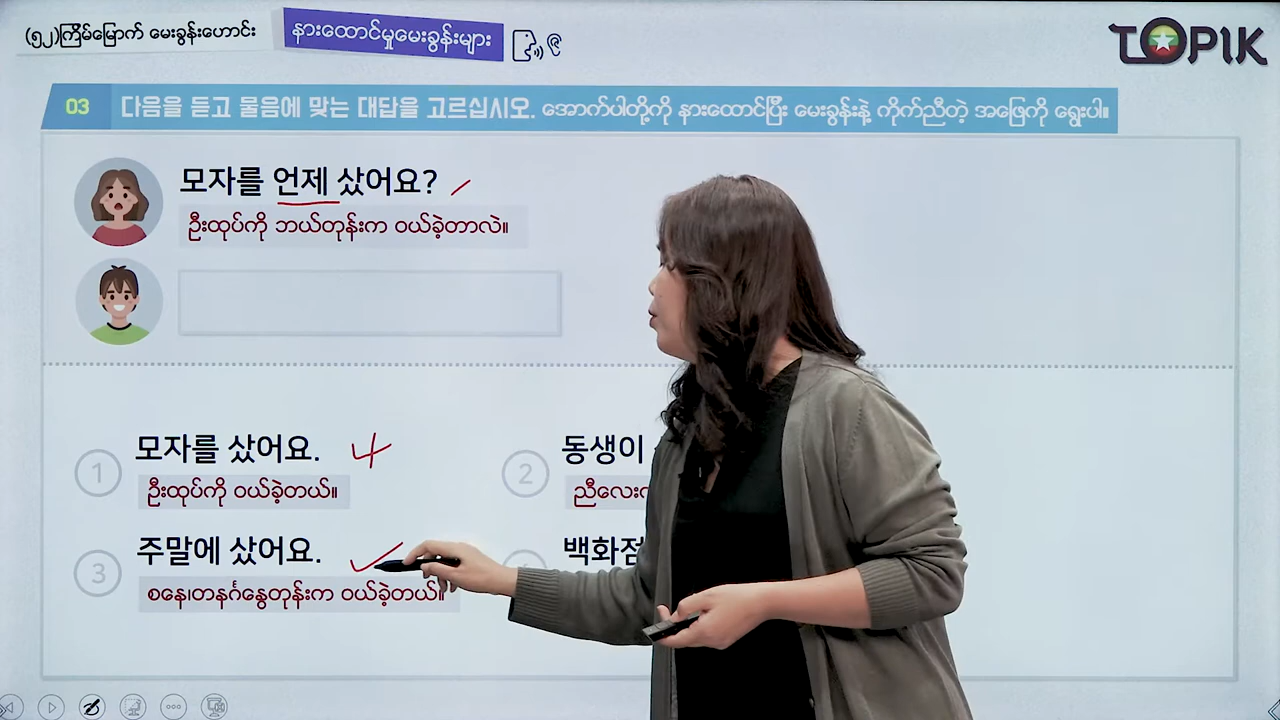 (၅၂)ကြိမ်မြောက် မေးခွန်းဟောင်း
နားထောင်မှုမေးခွန်းများ
TOPIK
03 다음을 듣고 물음에 맞는 대답을 고르십시오. အောက်ပါတို့ကို နားထောင်ပြီး မေးခွန်းနဲ့ ကိုက်ညီတဲ့ အဖြေကို ရွေးပါ။
모자를 언제 샀어요?
ဦးထုပ်ကို ဘယ်တုန်းက ဝယ်ခဲ့တာလဲ။
1 모자를 샀어요.
ဦးထုပ်ကို ဝယ်ခဲ့တယ်။
2 동생이
3 주말에 샀어요.
စနေ၊တနင်္ဂနွေတုန်းက ဝယ်ခဲ့တယ်။
백화점